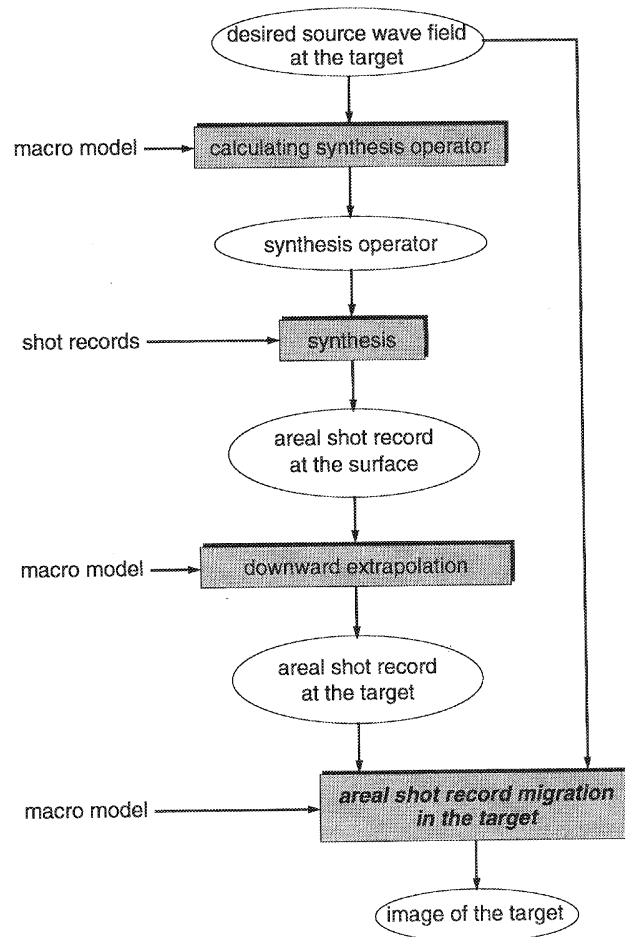 desired source wave field
at the target
macro model
calculating synthesis operator
synthesis operator
shot records
synthesis
areal shot record
at the surface
macro model
downward extrapolation
areal shot record
at the target
macro model
areal shot record migration
in the target
image of the target